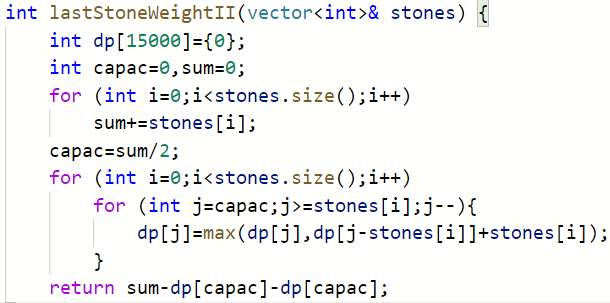 int lastStoneWeightII(vector<int>& stones) {
    int dp[15000]={0};
    int capac=0,sum=0;
    for (int i=0;i<stones.size();i++)
        sum+=stones[i];
    capac=sum/2;
    for (int i=0;i<stones.size();i++)
        for (int j=capac;j>=stones[i];j--){
            dp[j]=max(dp[j],dp[j-stones[i]]+stones[i]);
        }
    return sum-dp[capac]-dp[capac];